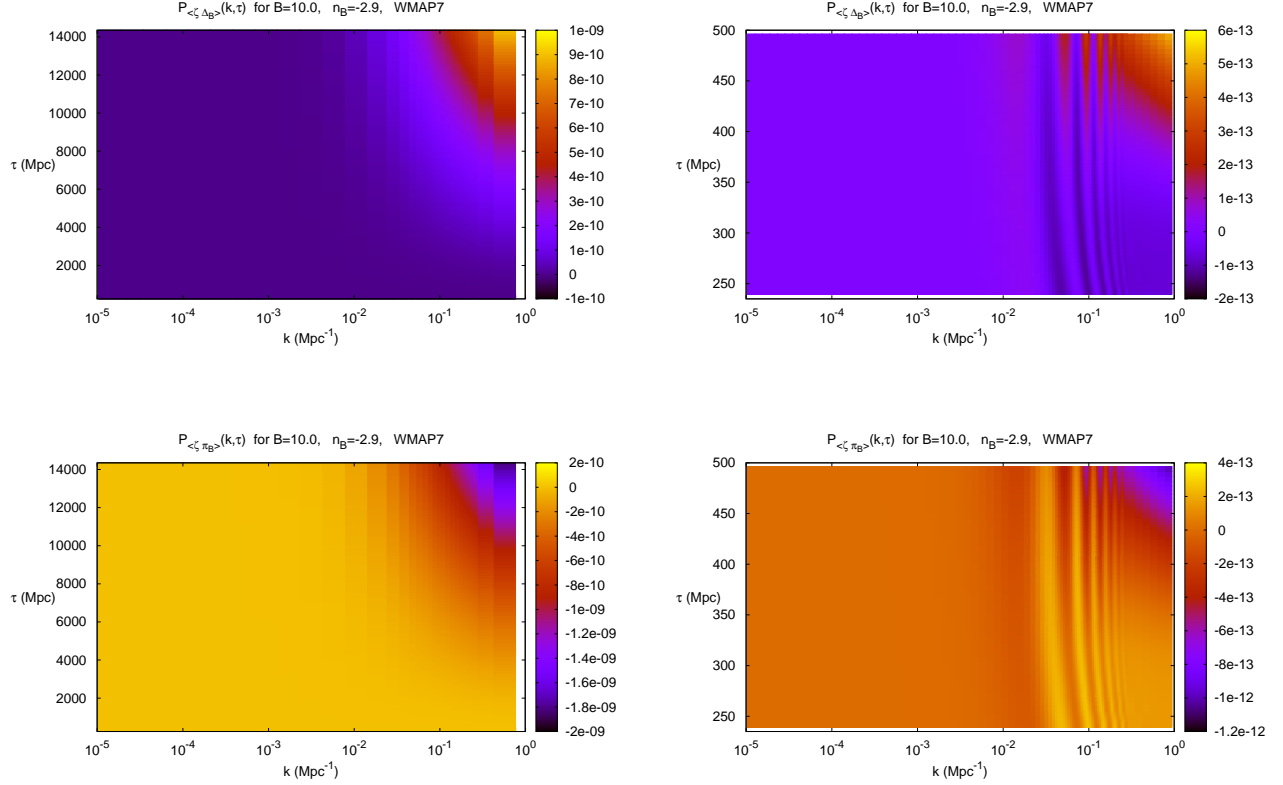 P<ζ ΔB>(k,τ) for B=10.0, nB=-2.9, WMAP7
14000
12000
10000
8000
6000
4000
2000
τ (Mpc)
10-5 10-4 10-3 10-2 10-1 100
k (Mpc-1)
1e-09
9e-10
8e-10
7e-10
6e-10
5e-10
4e-10
3e-10
2e-10
1e-10
0
-1e-10
P<ζ ΔB>(k,τ) for B=10.0, nB=-2.9, WMAP7
500
450
400
350
300
250
τ (Mpc)
10-5 10-4 10-3 10-2 10-1 100
k (Mpc-1)
6e-13
5e-13
4e-13
3e-13
2e-13
1e-13
0
-1e-13
-2e-13
P<ζ πB>(k,τ) for B=10.0, nB=-2.9, WMAP7
14000
12000
10000
8000
6000
4000
2000
τ (Mpc)
10-5 10-4 10-3 10-2 10-1 100
k (Mpc-1)
2e-10
0
-2e-10
-4e-10
-6e-10
-8e-10
-1e-09
-1.2e-09
-1.4e-09
-1.6e-09
-1.8e-09
-2e-09
P<ζ πB>(k,τ) for B=10.0, nB=-2.9, WMAP7
500
450
400
350
300
250
τ (Mpc)
10-5 10-4 10-3 10-2 10-1 100
k (Mpc-1)
4e-13
2e-13
0
-2e-13
-4e-13
-6e-13
-8e-13
-1e-12
-1.2e-12